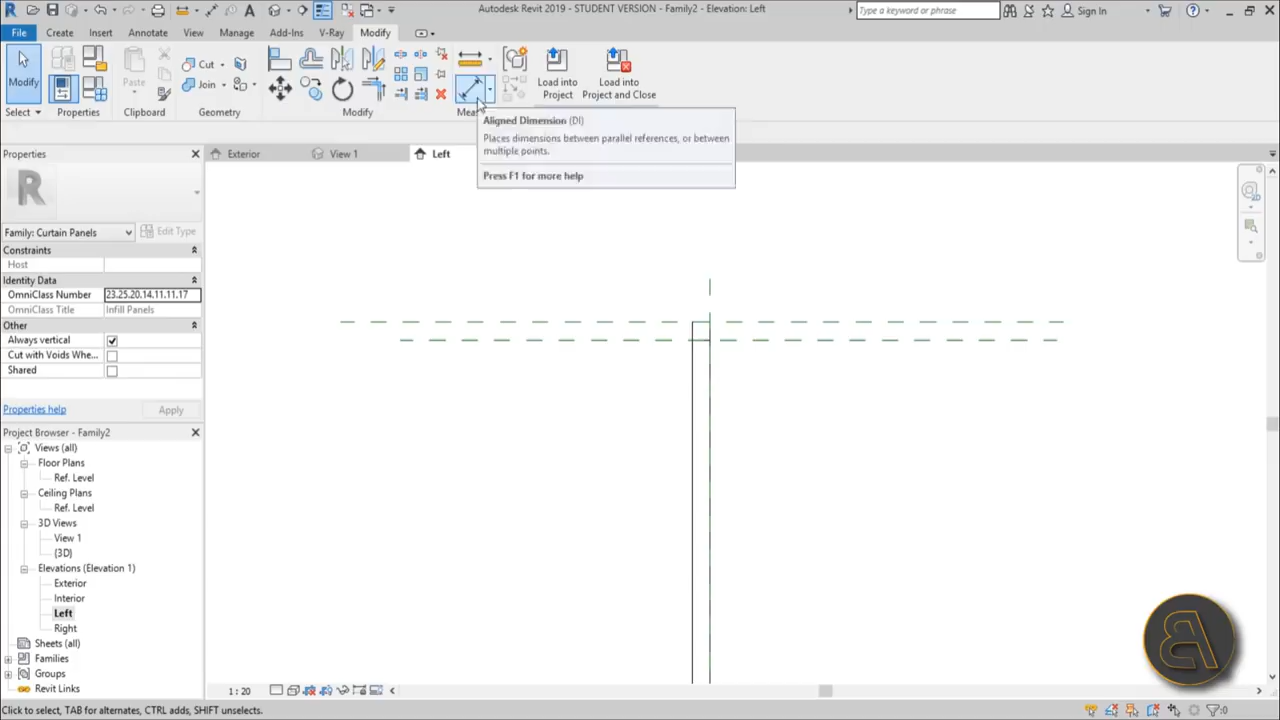 Autodesk Revit 2019 - STUDENT VERSION - Family2 - Elevation: Left
Type a keyword or phrase
Sign In
File
Create
Insert
Annotate
View
Manage
Add-Ins
V-Ray
Modify
Modify
Paste
Cut
Join
Load into
Project
Load into
Project and Close
Select
Properties
Clipboard
Geometry
Modify
Aligned Dimension (DI)
Places dimensions between parallel references, or between
multiple points.
Press F1 for more help
Properties
Exterior
View 1
Left
Family: Curtain Panels
Edit Type
Constraints
Host
Identity Data
OmniClass Number
23.25.20.14.11.11.17
OmniClass Title
Infill Panels
Other
Always vertical
Cut with Voids Whe...
Shared
Properties help
Apply
Project Browser - Family2
Views (all)
Floor Plans
Ref. Level
Ceiling Plans
Ref. Level
3D Views
View 1
{3D}
Elevations (Elevation 1)
Exterior
Interior
Left
Right
Sheets (all)
Families
Groups
Revit Links
1 : 20
Click to select, TAB for alternates, CTRL adds, SHIFT unselects.
:0